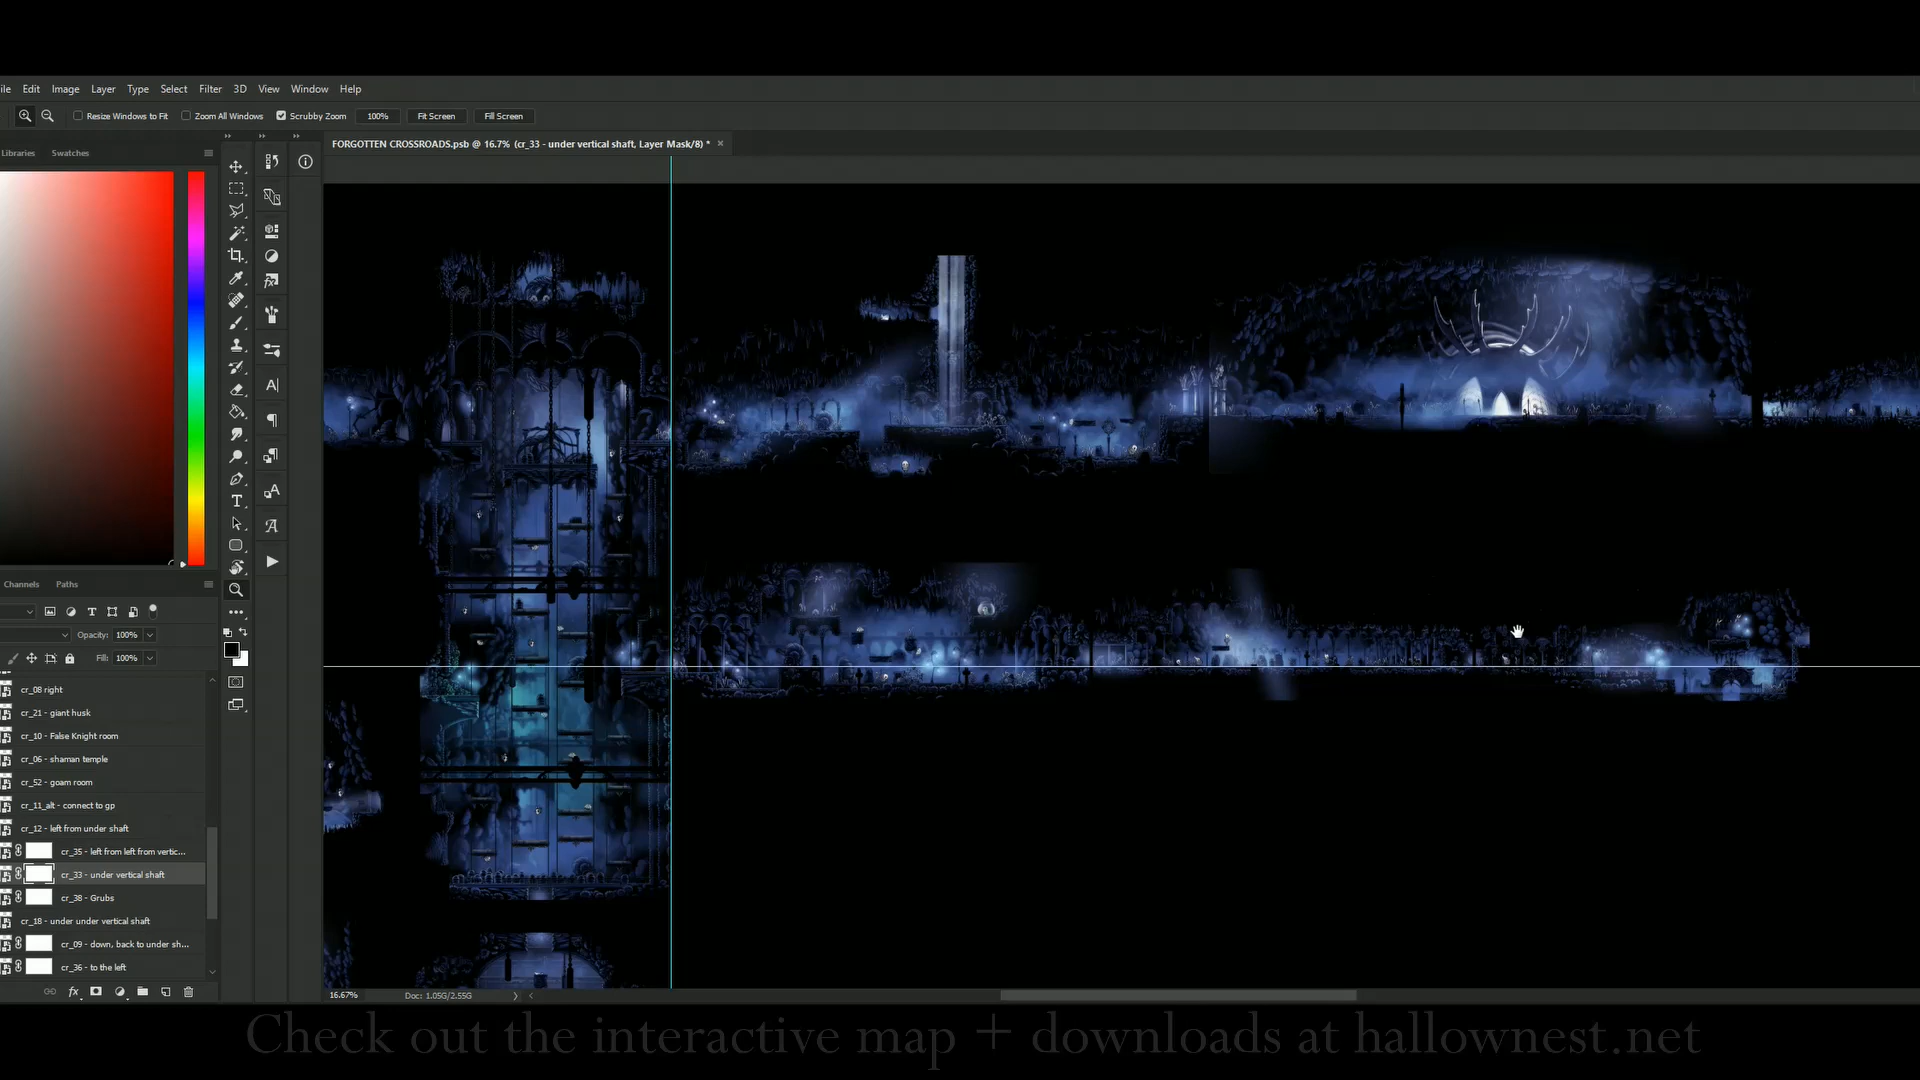 ile Edit Image Layer Type Select Filter 3D View Window Help
Resize Windows to Fit Zoom All Windows Scrubby Zoom 100% Fit Screen Fill Screen
Libraries Swatches
FORGOTTEN CROSSROADS.psb @ 16.7% (cr_33 - under vertical shaft, Layer Mask/8) *
Channels Paths
Opacity: 100%
Fill: 100%
cr_08 right
cr_21 - giant husk
cr_10 - False Knight room
cr_06 - shaman temple
cr_52 - goam room
cr_11_alt - connect to gp
cr_12 - left from under shaft
cr_35 - left from left from vertic...
cr_33 - under vertical shaft
cr_38 - Grubs
cr_18 - under under vertical shaft
cr_09 - down, back to under sh...
cr_36 - to the left
16.67% Doc: 1.05G/2.55G
Check out the interactive map + downloads at hallownest.net